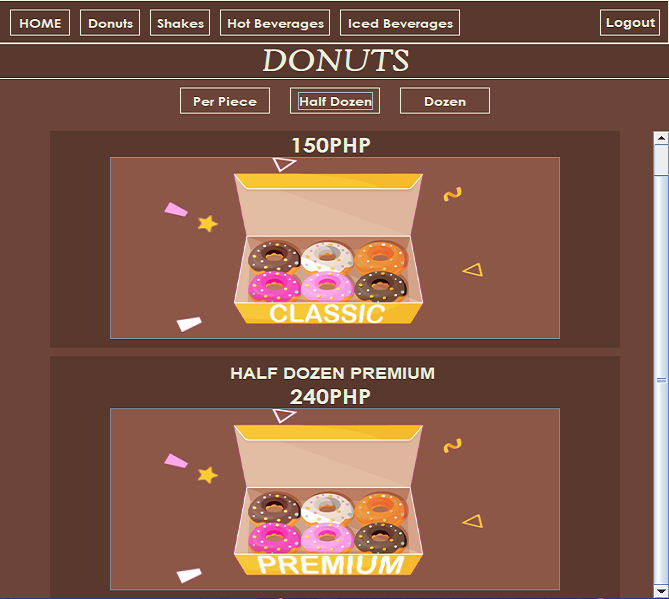 HOME Donuts Shakes Hot Beverages Iced Beverages Logout
DONUTS
Per Piece Half Dozen Dozen
150PHP
CLASSIC
HALF DOZEN PREMIUM
240PHP
PREMIUM